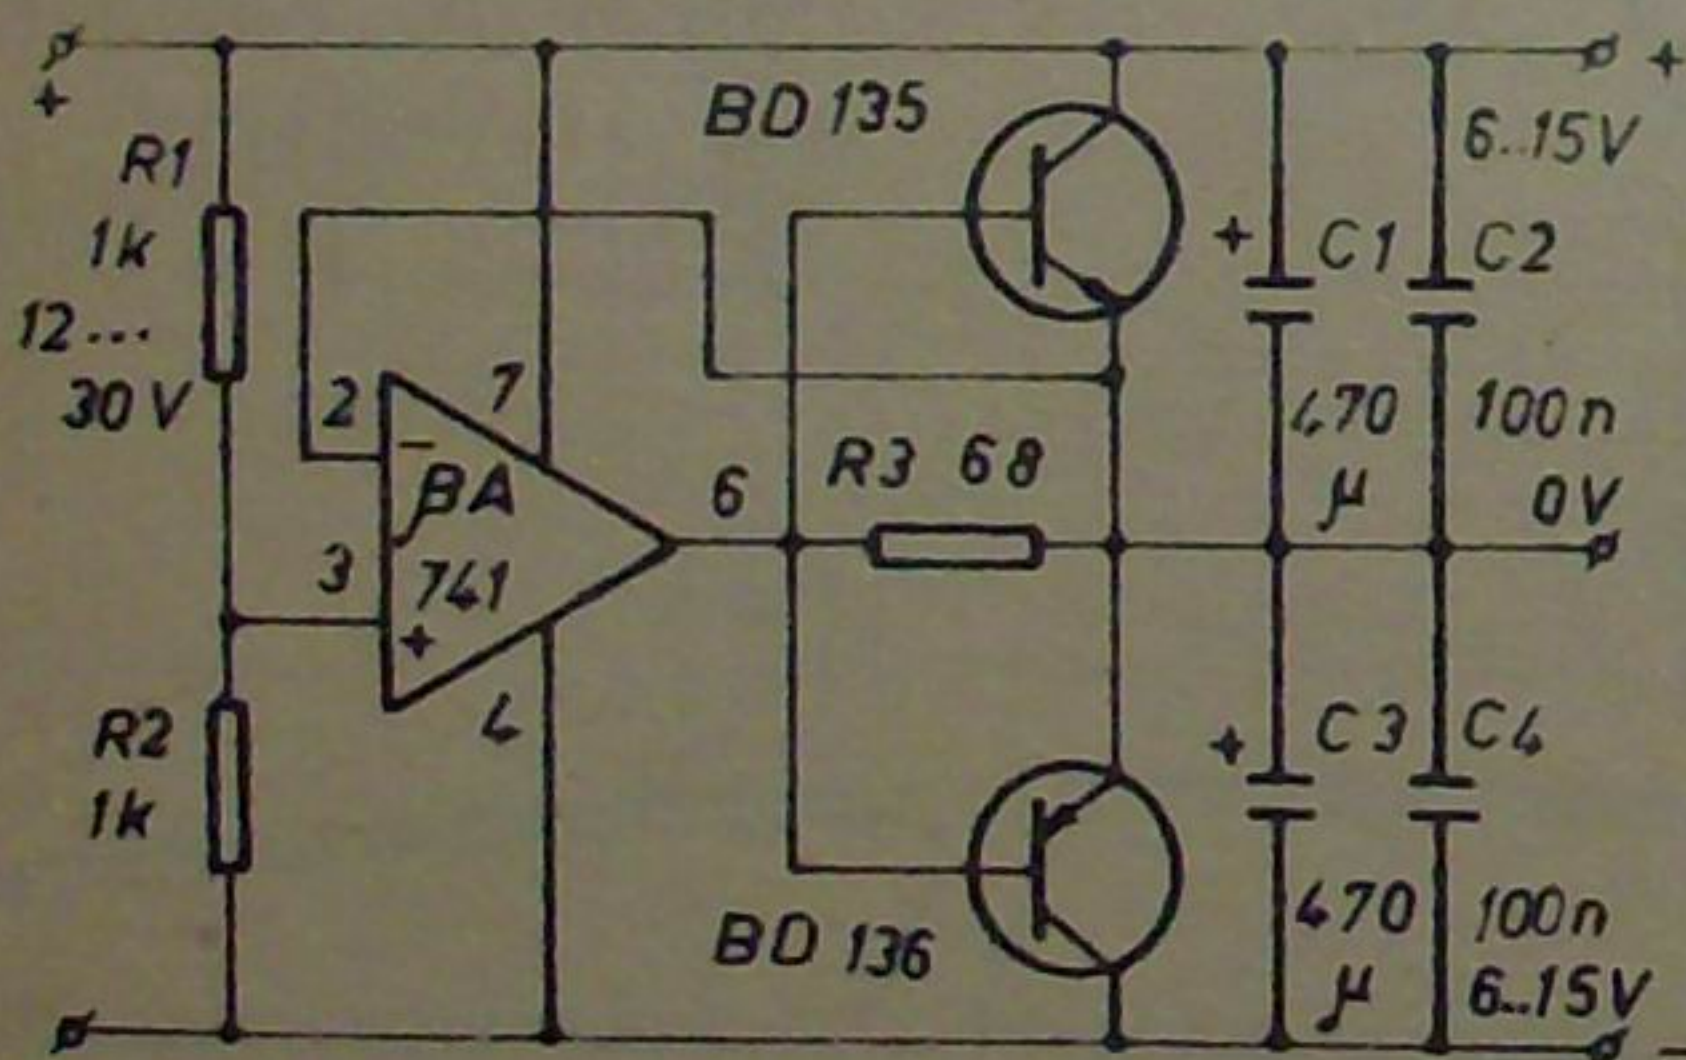 +
R1
1k
12...
30V
2
7
-
βA
741
3
+
4
R2
1k
BD 135
6
R3 68
BD 136
+
6..15V
+ C1 C2
470 100n
μ 0V
+ C3 C4
470 100n
μ 6..15V
-